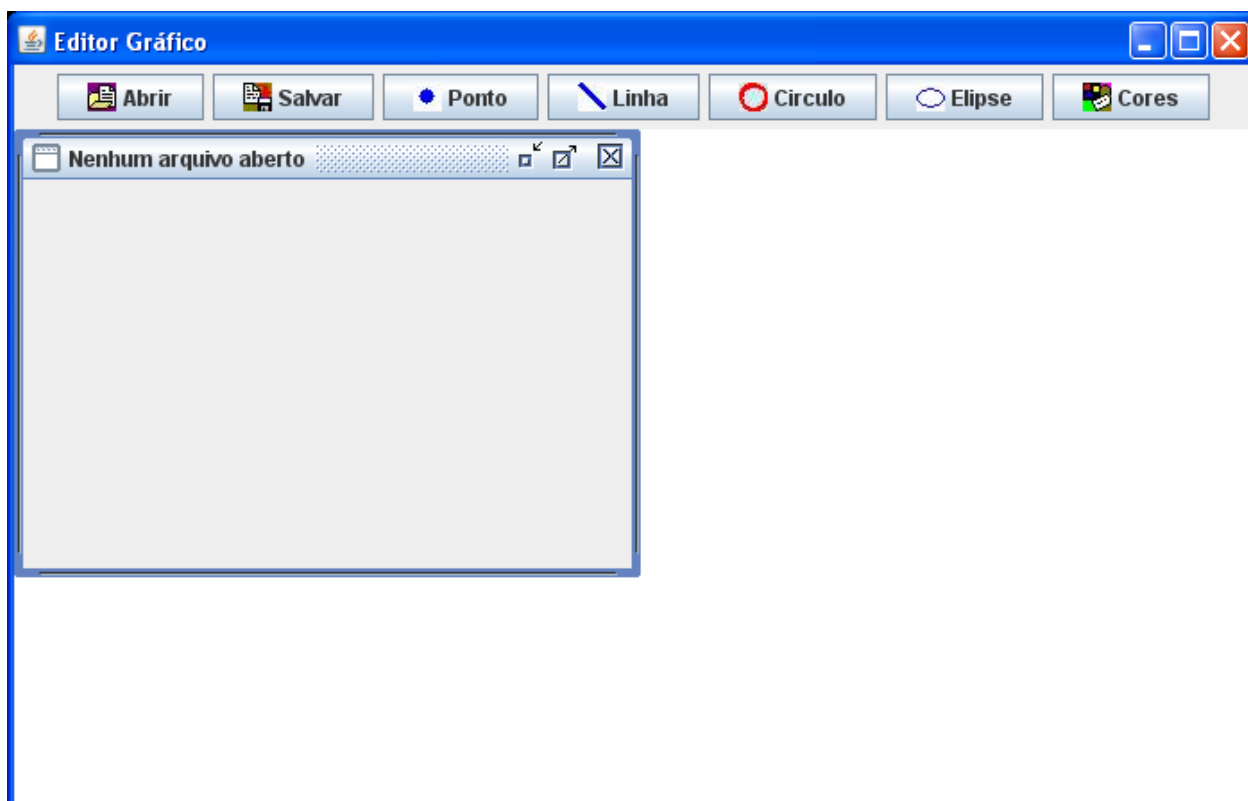 Editor Gráfico
Abrir Salvar Ponto Linha Circulo Elipse Cores
Nenhum arquivo aberto